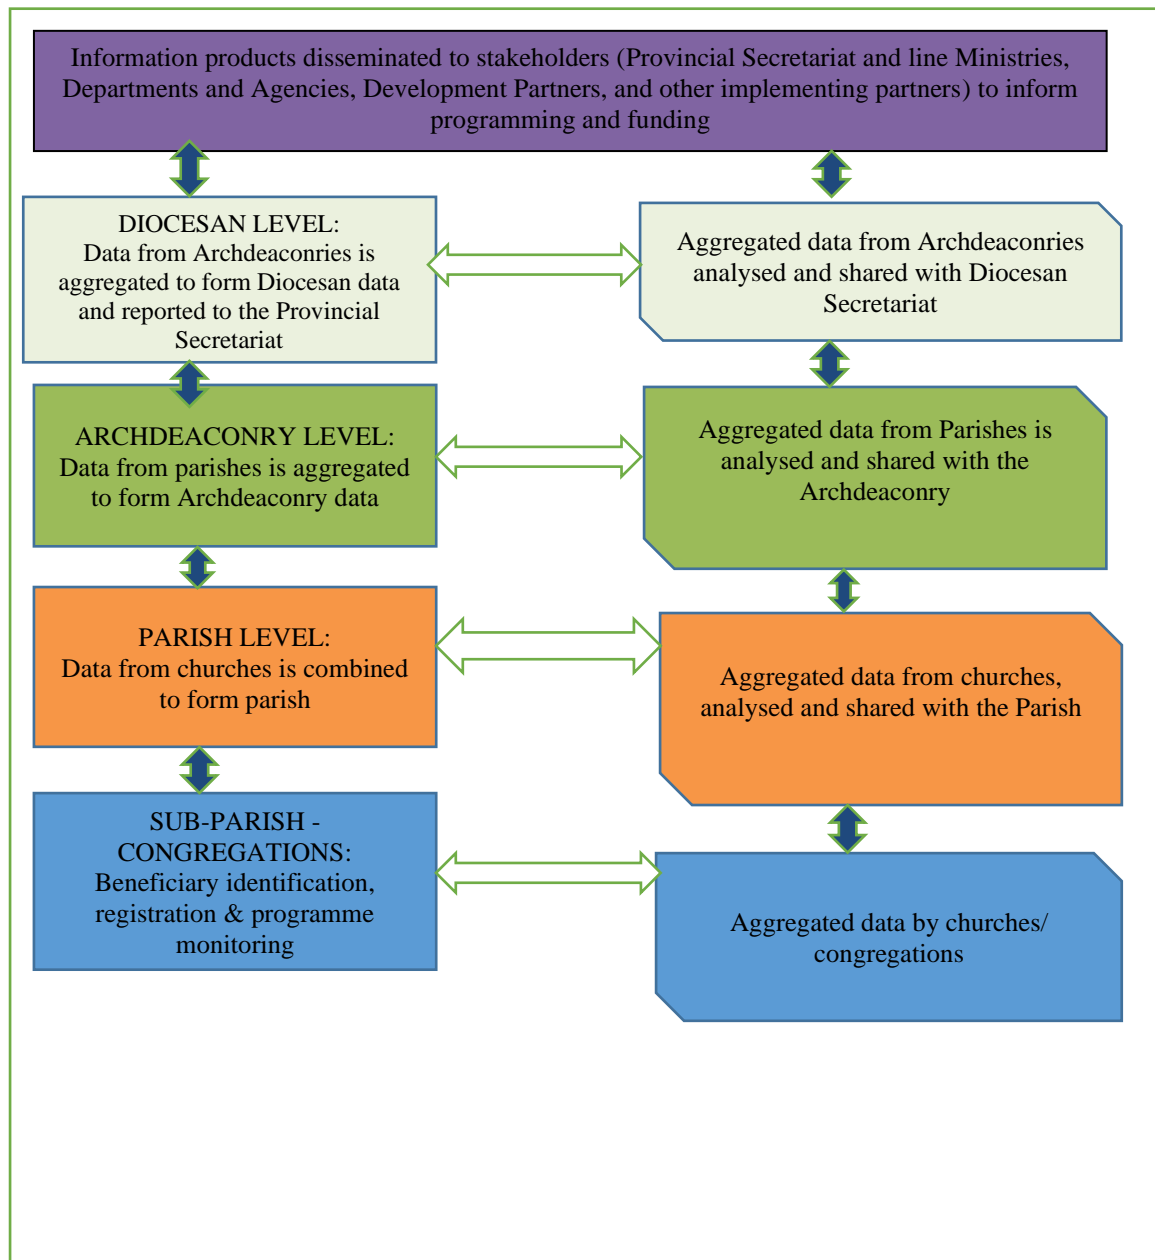 Information products disseminated to stakeholders (Provincial Secretariat and line Ministries,
Departments and Agencies, Development Partners, and other implementing partners) to inform
programming and funding
DIOCESAN LEVEL:
Data from Archdeaconries is
aggregated to form Diocesan data
and reported to the Provincial
Secretariat
Aggregated data from Archdeaconries
analysed and shared with Diocesan
Secretariat
ARCHDEACONRY LEVEL:
Data from parishes is aggregated
to form Archdeaconry data
Aggregated data from Parishes is
analysed and shared with the
Archdeaconry
PARISH LEVEL:
Data from churches is combined
to form parish
Aggregated data from churches,
analysed and shared with the Parish
SUB-PARISH -
CONGREGATIONS:
Beneficiary identification,
registration & programme
monitoring
Aggregated data by churches/
congregations